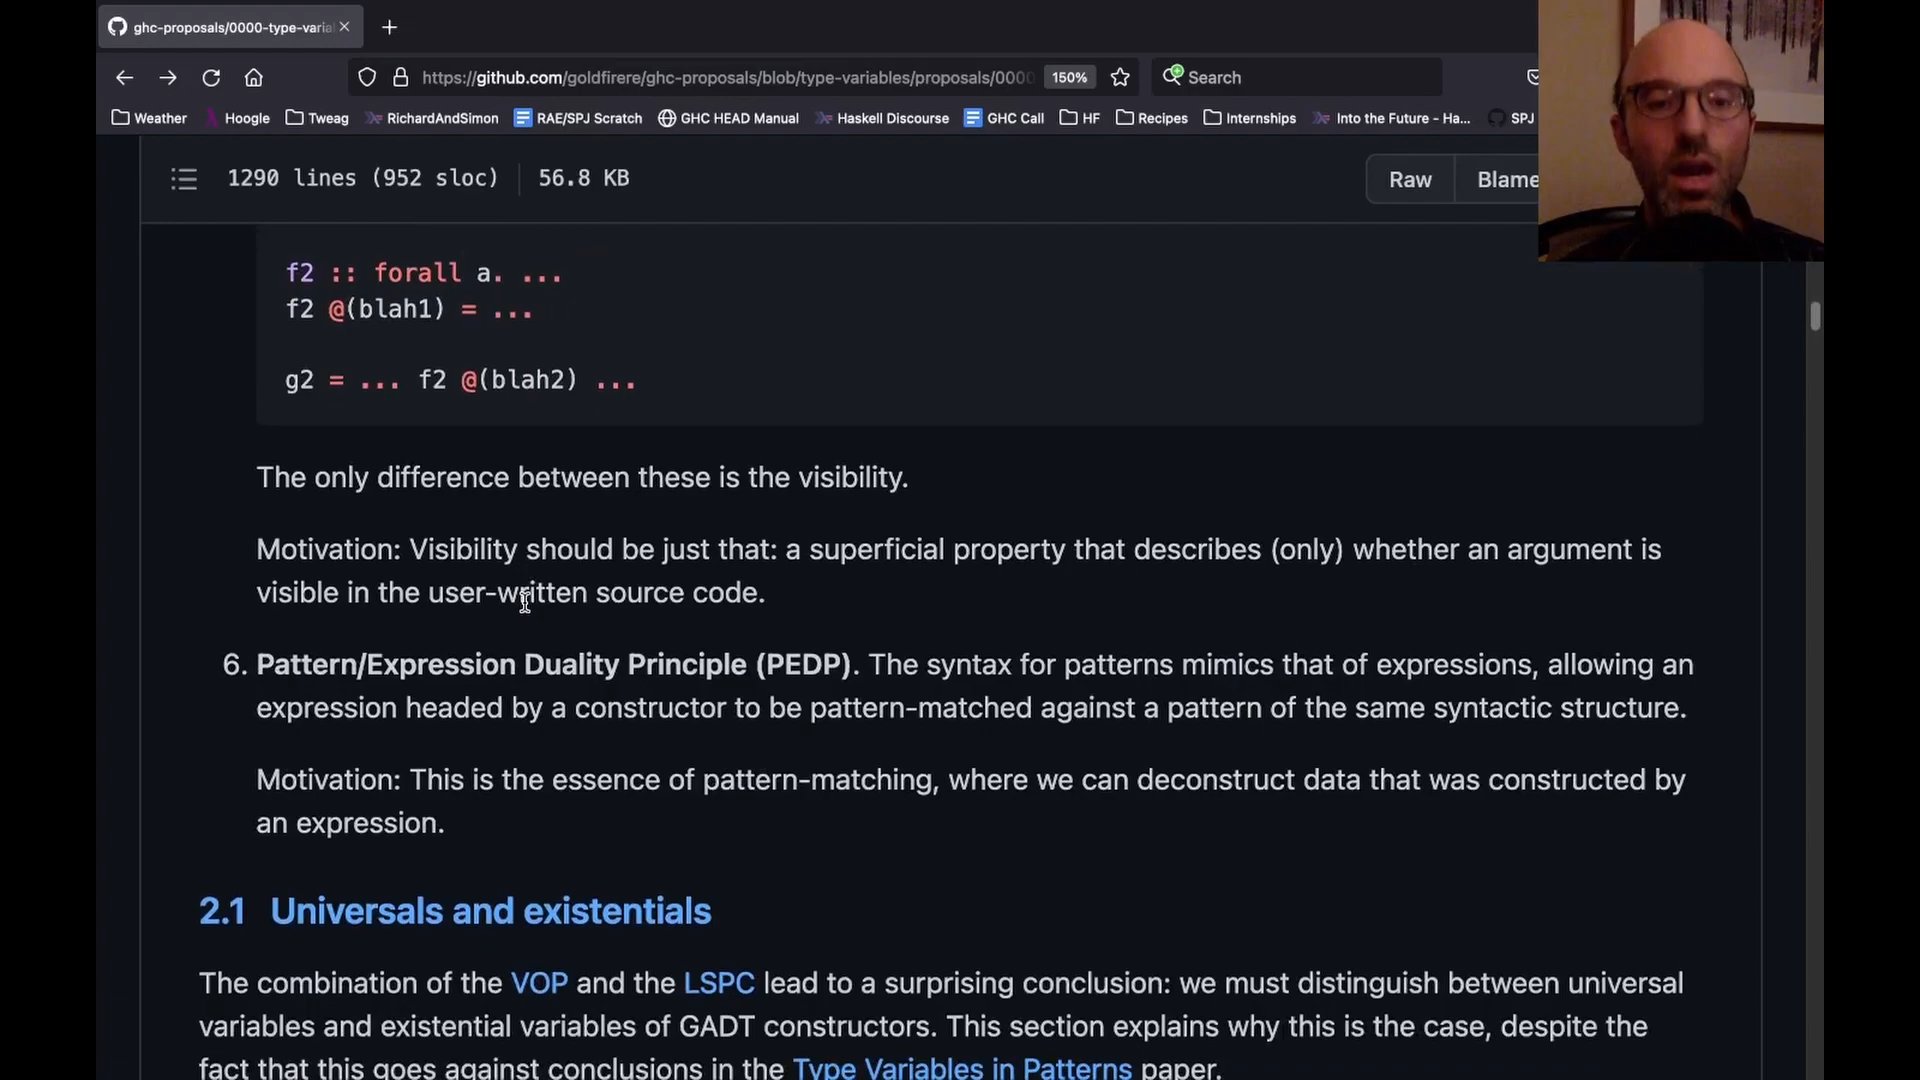 ghc-proposals/0000-type-varia
https://github.com/goldfirere/ghc-proposals/blob/type-variables/proposals/0000
150%
Search
Weather
Hoogle
Tweag
RichardAndSimon
RAE/SPJ Scratch
GHC HEAD Manual
Haskell Discourse
GHC Call
HF
Recipes
Internships
Into the Future - Ha...
SPJ
1290 lines (952 sloc)
56.8 KB
Raw
Blame
f2 :: forall a. ...
f2 @(blah1) = ...
g2 = ... f2 @(blah2) ...
The only difference between these is the visibility.
Motivation: Visibility should be just that: a superficial property that describes (only) whether an argument is
visible in the user-written source code.
6. Pattern/Expression Duality Principle (PEDP). The syntax for patterns mimics that of expressions, allowing an
expression headed by a constructor to be pattern-matched against a pattern of the same syntactic structure.
Motivation: This is the essence of pattern-matching, where we can deconstruct data that was constructed by
an expression.
2.1 Universals and existentials
The combination of the VOP and the LSPC lead to a surprising conclusion: we must distinguish between universal
variables and existential variables of GADT constructors. This section explains why this is the case, despite the
fact that this goes against conclusions in the Type Variables in Patterns paper.